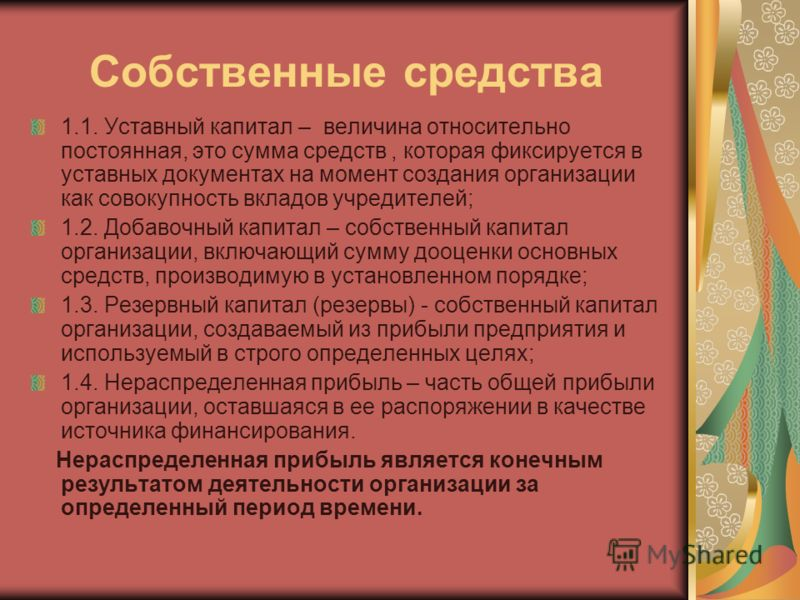 Собственные средства
1.1. Уставный капитал – величина относительно
постоянная, это сумма средств , которая фиксируется в
уставных документах на момент создания организации
как совокупность вкладов учредителей;
1.2. Добавочный капитал – собственный капитал
организации, включающий сумму дооценки основных
средств, производимую в установленном порядке;
1.3. Резервный капитал (резервы) - собственный капитал
организации, создаваемый из прибыли предприятия и
используемый в строго определенных целях;
1.4. Нераспределенная прибыль – часть общей прибыли
организации, оставшаяся в ее распоряжении в качестве
источника финансирования.
Нераспределенная прибыль является конечным
результатом деятельности организации за
определенный период времени.
MyShared